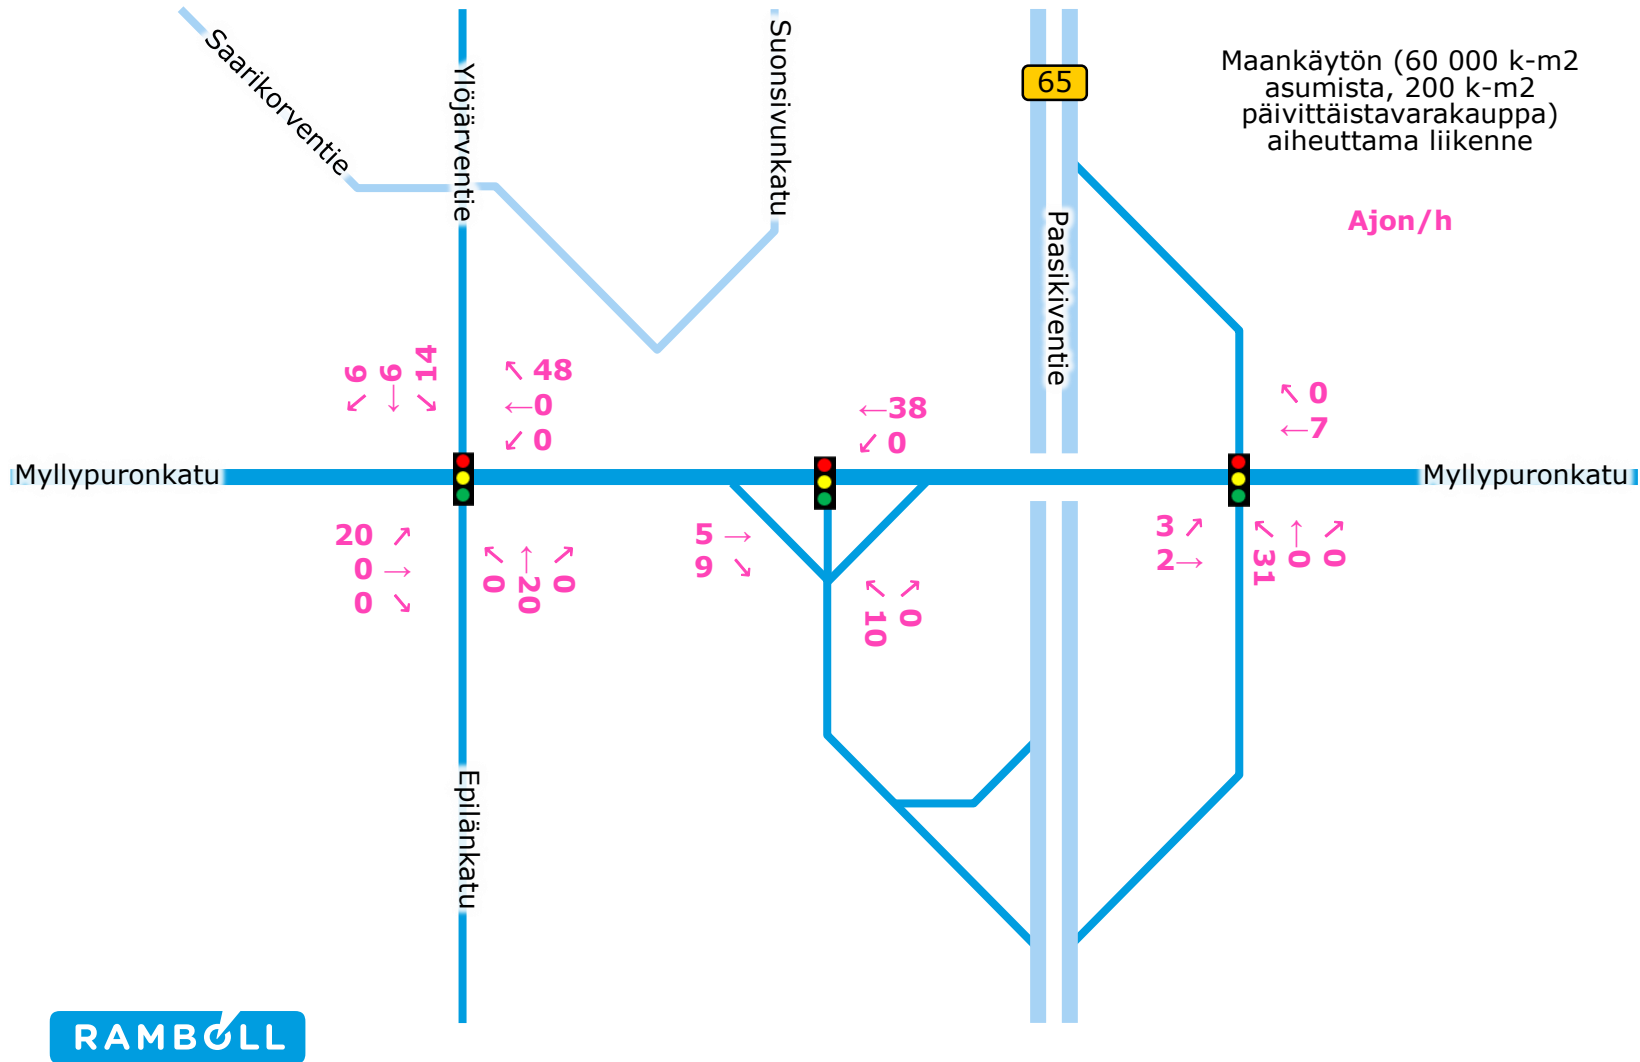 Saarikorventie
Ylöjärventie
Suonsivunkatu
65
Maankäytön (60 000 k-m2
asumista, 200 k-m2
päivittäistavarakauppa)
aiheuttama liikenne
Ajon/h
Paasikiventie
↙ 6
↓ 6
↘ 14
↖ 48
←0
↙ 0
←38
↙ 0
↖ 0
←7
Myllypuronkatu
Myllypuronkatu
20 ↗
0 →
0 ↘
↖ 0
↑ 20
↗ 0
5 →
9 ↘
↖ 10
↗ 0
3 ↗
2→
↖ 31
↑ 0
↗ 0
Epilänkatu
RAMBOLL